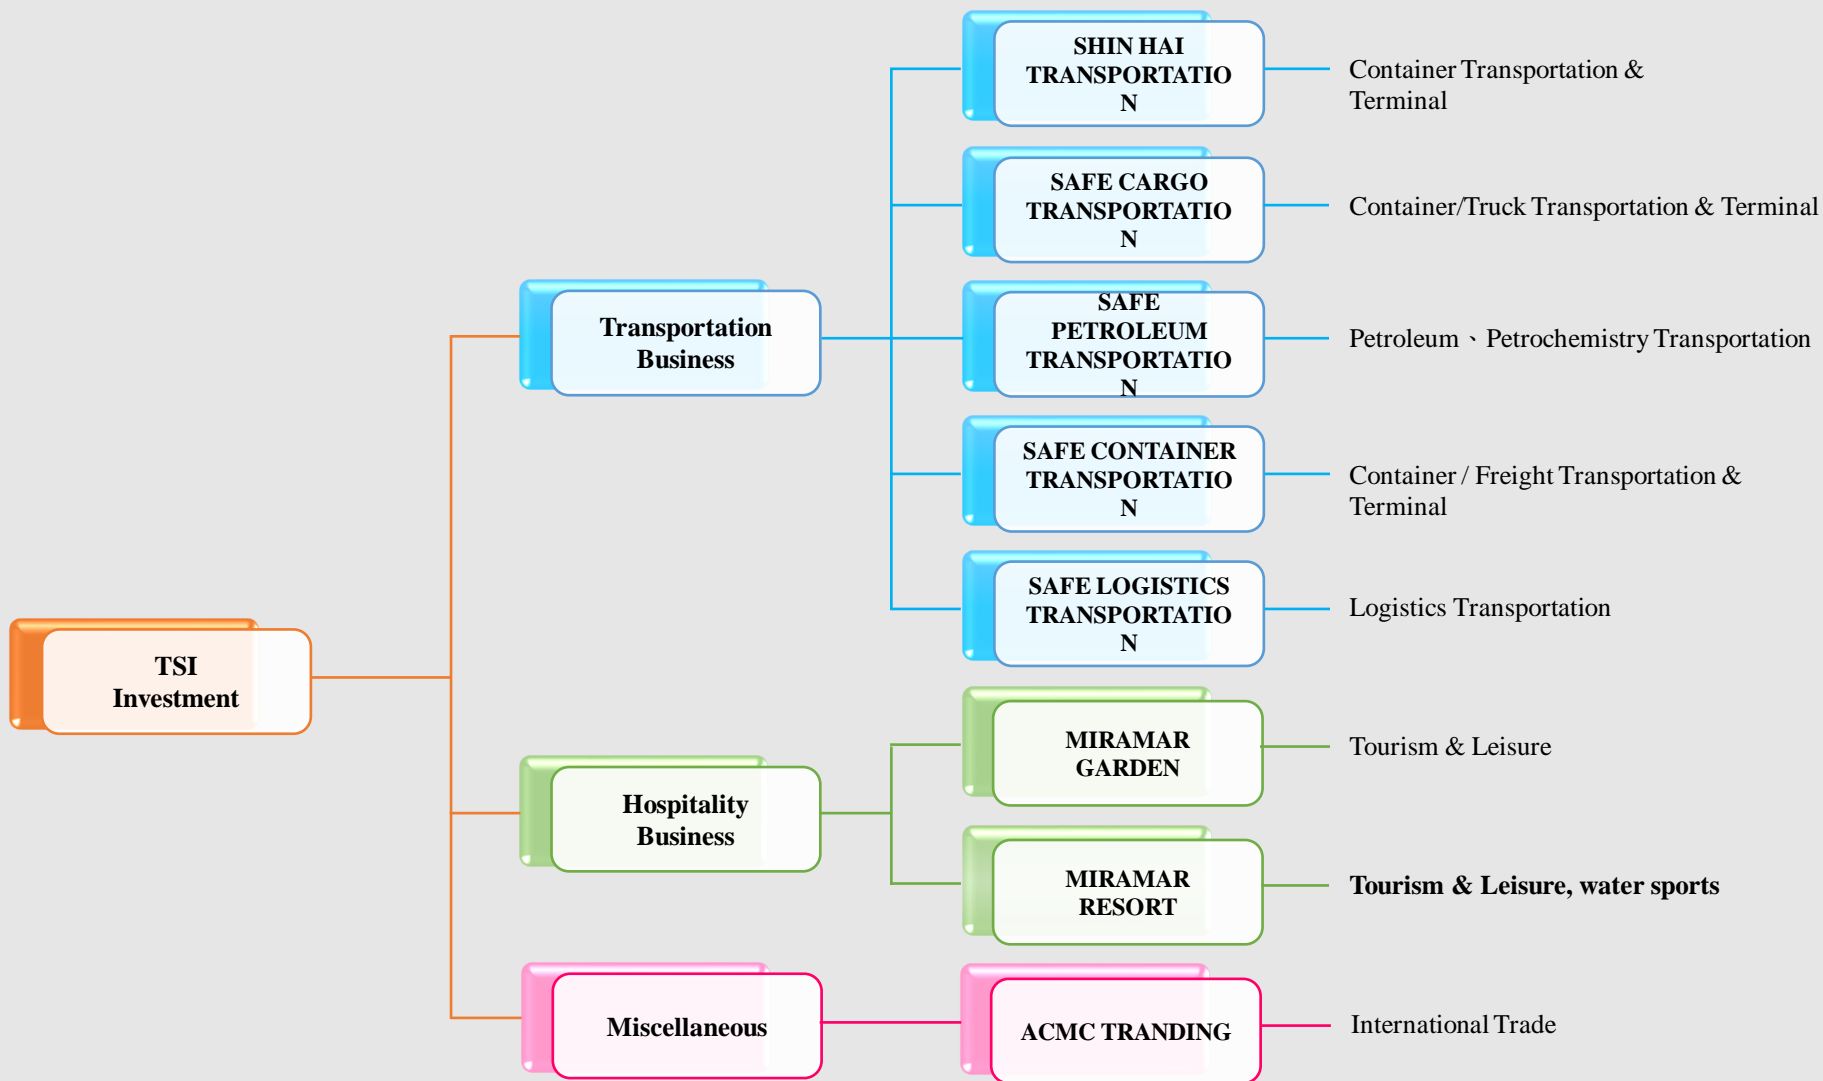 SHIN HAI
TRANSPORTATIO
N
Container Transportation &
Terminal
SAFE CARGO
TRANSPORTATIO
N
Container/Truck Transportation & Terminal
SAFE
PETROLEUM
TRANSPORTATIO
N
Petroleum、Petrochemistry Transportation
Transportation
Business
SAFE CONTAINER
TRANSPORTATIO
N
Container / Freight Transportation &
Terminal
SAFE LOGISTICS
TRANSPORTATIO
N
Logistics Transportation
TSI
Investment
MIRAMAR
GARDEN
Tourism & Leisure
Hospitality
Business
MIRAMAR
RESORT
Tourism & Leisure, water sports
Miscellaneous
ACMC TRANDING
International Trade